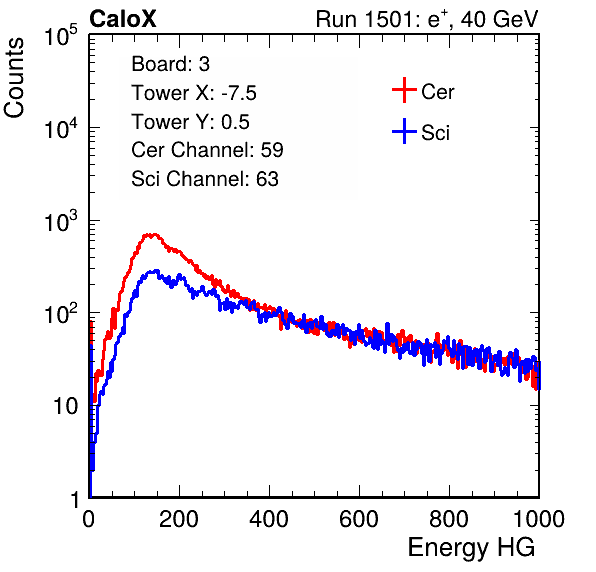 CaloX Run 1501: e⁺, 40 GeV
Counts
10⁵
10⁴
10³
10²
10
1
Board: 3
Tower X: -7.5
Tower Y: 0.5
Cer Channel: 59
Sci Channel: 63
Cer
Sci
0 200 400 600 800 1000
Energy HG